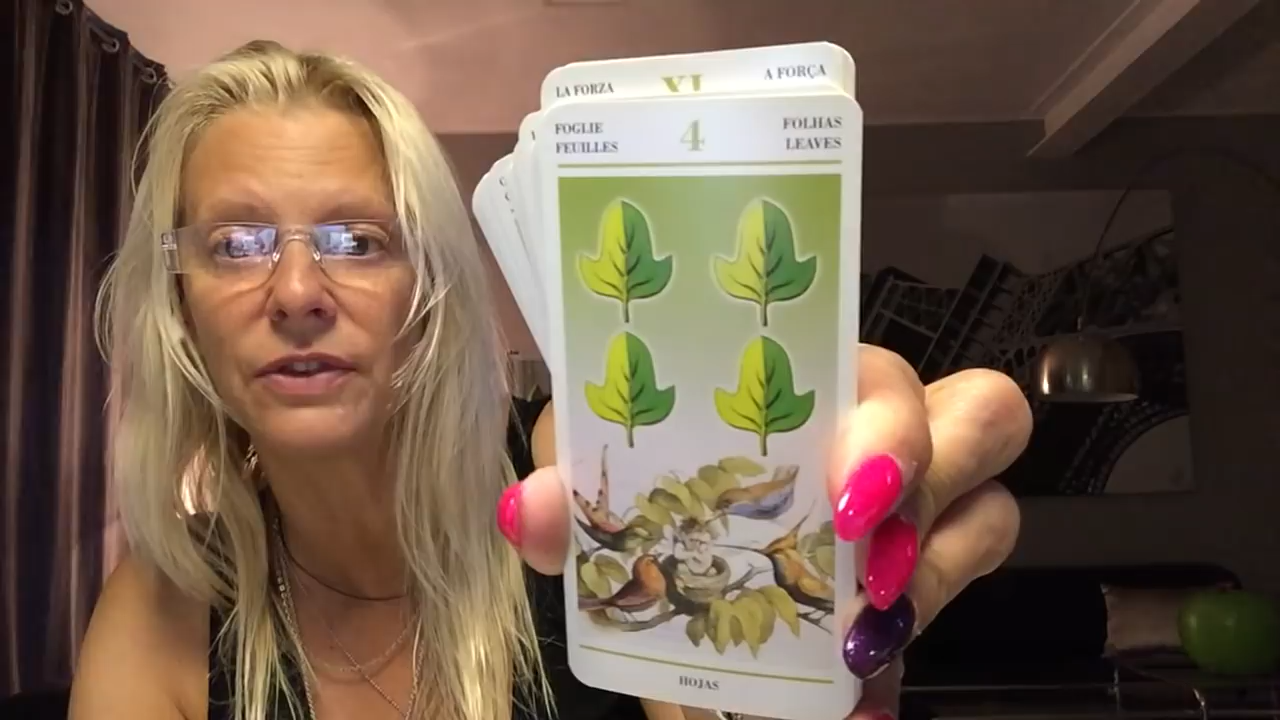 LA FORZA XI A FORÇA
FOGLIE 4 FOLHAS
FEUILLES LEAVES
HOJAS